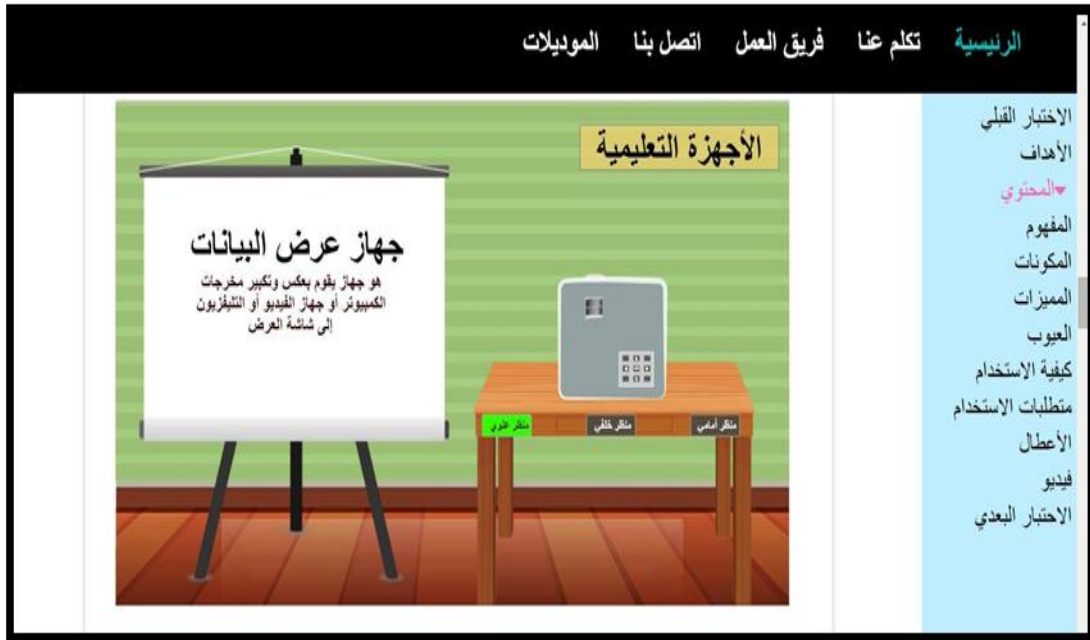 الرئيسية تكلم عنا فريق العمل اتصل بنا الموديلات
الاختبار القبلي
الأهداف
المحتوي
المفهوم
المكونات
المميزات
العيوب
كيفية الاستخدام
متطلبات الاستخدام
الأعطال
فيديو
الاختبار البعدي
الأجهزة التعليمية
جهاز عرض البيانات
هو جهاز يقوم بعكس وتكبير مخرجات
الكمبيوتر أو جهاز الفيديو أو التليفزيون
إلى شاشة العرض
منظر أمامي منظر خلفي منظر علوي